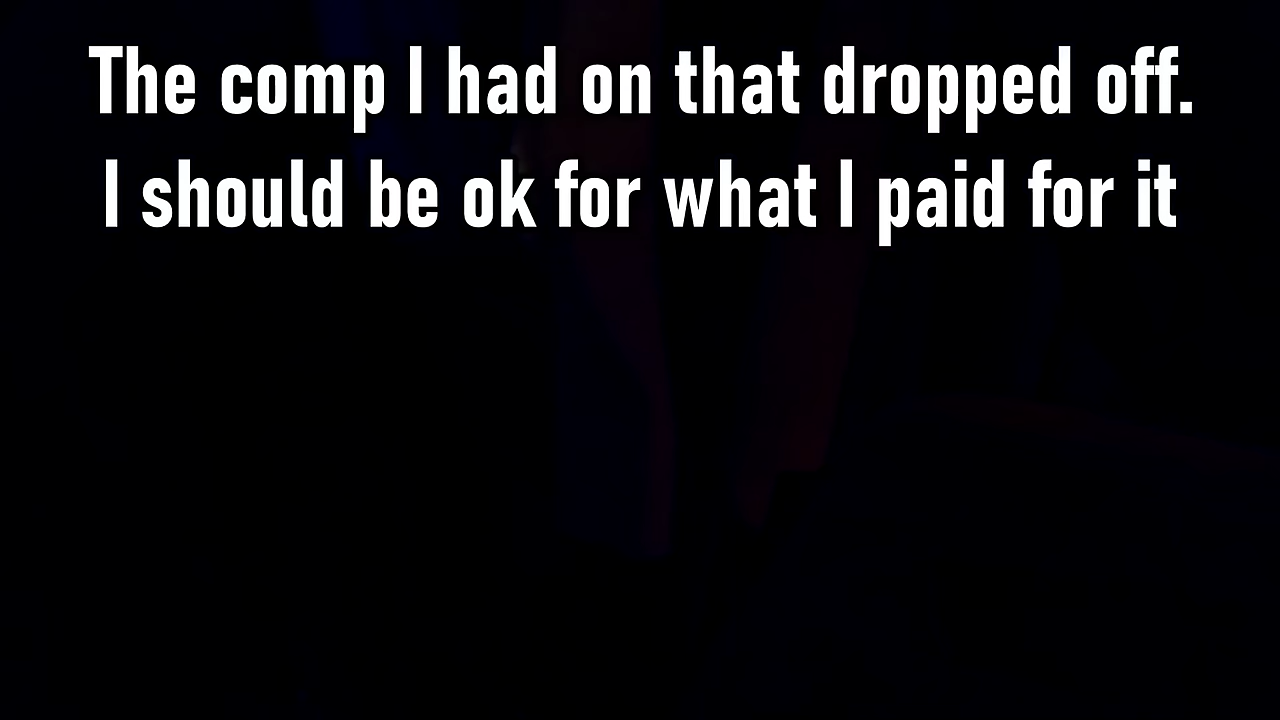 The comp I had on that dropped off.
I should be ok for what I paid for it